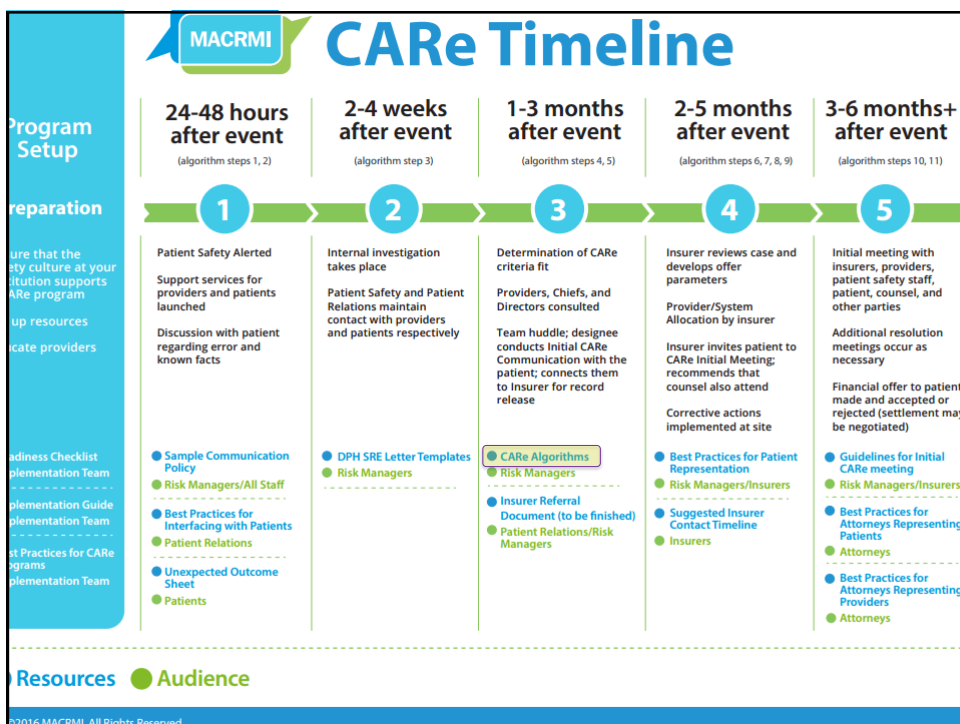 MACRMI
CARe Timeline
Program
Setup
24-48 hours
after event
(algorithm steps 1, 2)
2-4 weeks
after event
(algorithm step 3)
1-3 months
after event
(algorithm steps 4, 5)
2-5 months
after event
(algorithm steps 6, 7, 8, 9)
3-6 months+
after event
(algorithm steps 10, 11)
reparation
1
2
3
4
5
ure that the
ety culture at your
titution supports
ARe program
up resources
cate providers
Patient Safety Alerted
Support services for
providers and patients
launched
Discussion with patient
regarding error and
known facts
Internal investigation
takes place
Patient Safety and Patient
Relations maintain
contact with providers
and patients respectively
Determination of CARe
criteria fit
Providers, Chiefs, and
Directors consulted
Team huddle; designee
conducts Initial CARe
Communication with the
patient; connects them
to Insurer for record
release
Insurer reviews case and
develops offer
parameters
Provider/System
Allocation by insurer
Insurer invites patient to
CARe Initial Meeting;
recommends that
counsel also attend
Corrective actions
implemented at site
Initial meeting with
insurers, providers,
patient safety staff,
patient, counsel, and
other parties
Additional resolution
meetings occur as
necessary
Financial offer to patient
made and accepted or
rejected (settlement may
be negotiated)
adiness Checklist
plementation Team
plementation Guide
plementation Team
st Practices for CARe
ograms
plementation Team
Sample Communication
Policy
Risk Managers/All Staff
Best Practices for
Interfacing with Patients
Patient Relations
Unexpected Outcome
Sheet
Patients
DPH SRE Letter Templates
Risk Managers
CARe Algorithms
Risk Managers
Insurer Referral
Document (to be finished)
Patient Relations/Risk
Managers
Best Practices for Patient
Representation
Risk Managers/Insurers
Suggested Insurer
Contact Timeline
Insurers
Guidelines for Initial
CARe meeting
Risk Managers/Insurers
Best Practices for
Attorneys Representing
Patients
Attorneys
Best Practices for
Attorneys Representing
Providers
Attorneys
Resources
Audience
©2016 MACRMI. All Rights Reserved